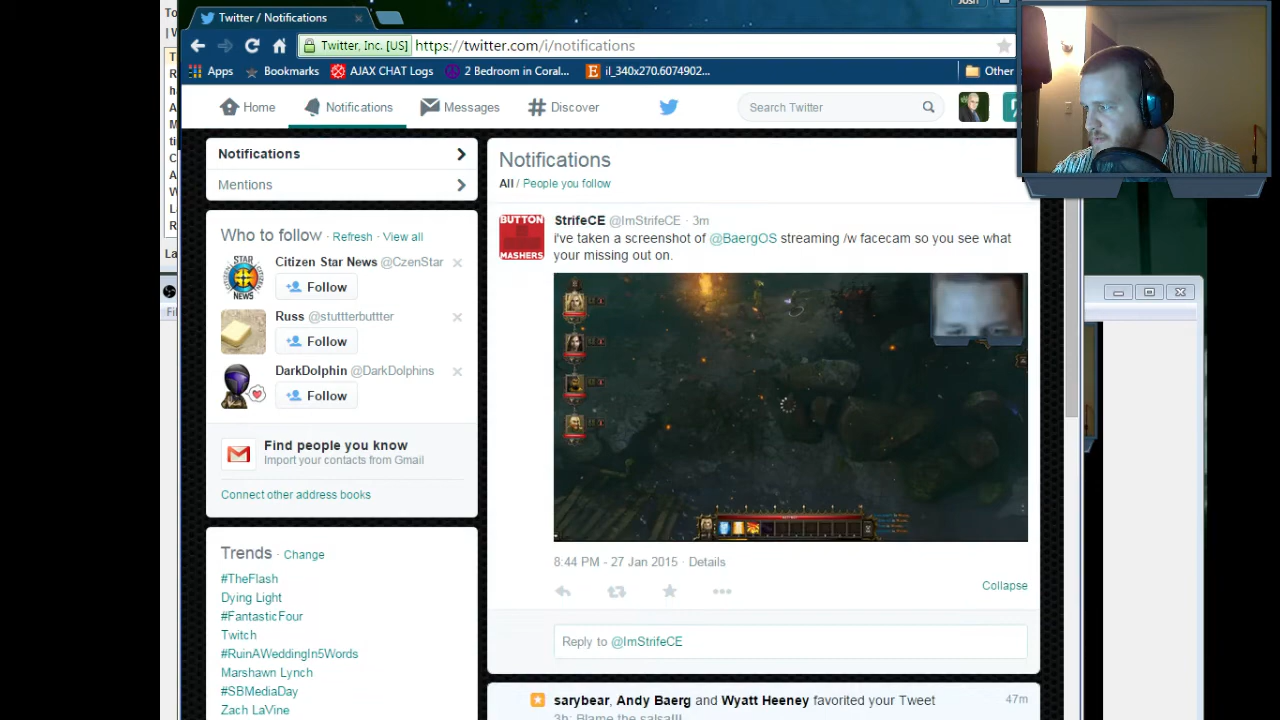 Twitter / Notifications
Josh
Twitter, Inc. [US] https://twitter.com/i/notifications
Apps Bookmarks AJAX CHAT Logs 2 Bedroom in Coral... il_340x270.6074902... Other
Home Notifications Messages Discover Search Twitter
Notifications
Mentions
Who to follow · Refresh · View all
Citizen Star News @CzenStar
Follow
Russ @stuttterbuttter
Follow
DarkDolphin @DarkDolphins
Follow
Find people you know
Import your contacts from Gmail
Connect other address books
Trends · Change
#TheFlash
Dying Light
#FantasticFour
Twitch
#RuinAWeddingIn5Words
Marshawn Lynch
#SBMediaDay
Zach LaVine
Notifications
All / People you follow
BUTTON
MASHERS
StrifeCE @ImStrifeCE · 3m
i've taken a screenshot of @BaergOS streaming /w facecam so you see what
your missing out on.
8:44 PM - 27 Jan 2015 · Details
Collapse
Reply to @ImStrifeCE
sarybear, Andy Baerg and Wyatt Heeney favorited your Tweet 47m
3h: Blame the salsa!!!